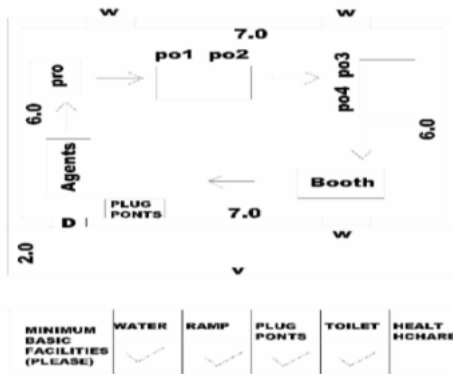 w w
7.0
po1 po2
pro
po4 po3
6.0
6.0
Agents
Booth
PLUG
PONTS
7.0
D
w
2.0
v
MINIMUM
BASIC
FACILITIES
(PLEASE)
WATER
RAMP
PLUG
PONTS
TOILET
HEALT
HCHARE